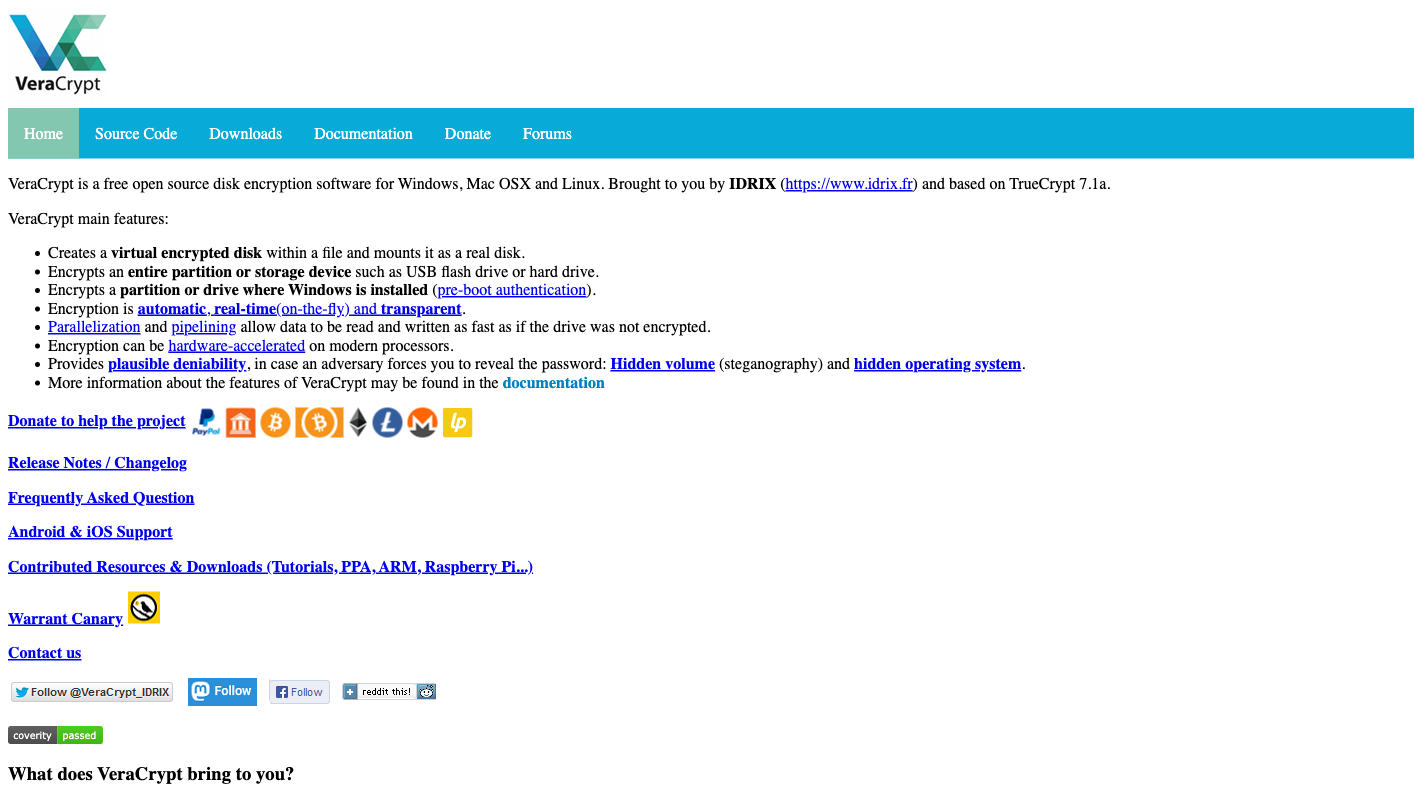 VeraCrypt
Home Source Code Downloads Documentation Donate Forums
VeraCrypt is a free open source disk encryption software for Windows, Mac OSX and Linux. Brought to you by IDRIX (https://www.idrix.fr) and based on TrueCrypt 7.1a.
VeraCrypt main features:
• Creates a virtual encrypted disk within a file and mounts it as a real disk.
• Encrypts an entire partition or storage device such as USB flash drive or hard drive.
• Encrypts a partition or drive where Windows is installed (pre-boot authentication).
• Encryption is automatic, real-time(on-the-fly) and transparent.
• Parallelization and pipelining allow data to be read and written as fast as if the drive was not encrypted.
• Encryption can be hardware-accelerated on modern processors.
• Provides plausible deniability, in case an adversary forces you to reveal the password: Hidden volume (steganography) and hidden operating system.
• More information about the features of VeraCrypt may be found in the documentation
Donate to help the project PayPal lp
Release Notes / Changelog
Frequently Asked Question
Android & iOS Support
Contributed Resources & Downloads (Tutorials, PPA, ARM, Raspberry Pi...)
Warrant Canary
Contact us
Follow @VeraCrypt_IDRIX Follow Follow reddit this!
coverity passed
What does VeraCrypt bring to you?